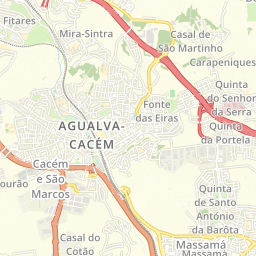 Fitares
Mira-Sintra
Casal de
São Martinho
Carapeniques
Quinta
do Senhor
da Serra
Fonte
das Eiras
Quinta
da Portela
AGUALVA-
CACÉM
Cacém
e São
Marcos
Quinta
de Santo
António
da Barôta
Casal do
Cotão
Massamá
Massamá